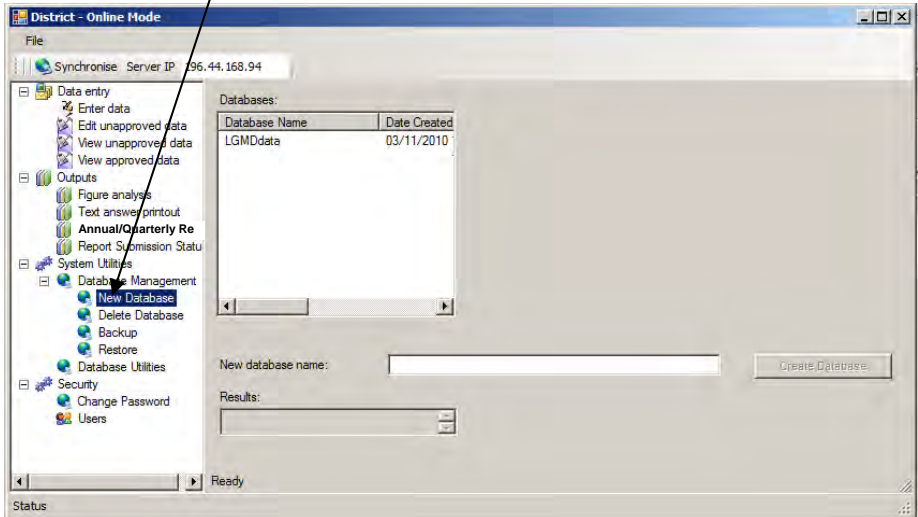 District - Online Mode
File
Synchronise Server IP 196.44.168.94
Data entry
Enter data
Edit unapproved data
View unapproved data
View approved data
Outputs
Figure analysis
Text answer printout
Annual/Quarterly Re
Report Submission Statu
System Utilities
Database Management
New Database
Delete Database
Backup
Restore
Database Utilities
Security
Change Password
Users
Databases:
Database Name Date Created
LGMDdata 03/11/2010
New database name:
Create Database
Results:
Ready
Status